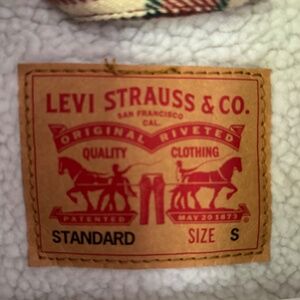 LEVI STRAUSS & CO.
SAN FRANCISCO
CAL.
ORIGINAL RIVETED
QUALITY CLOTHING
PATENTED MAY 20 1873
STANDARD SIZE S